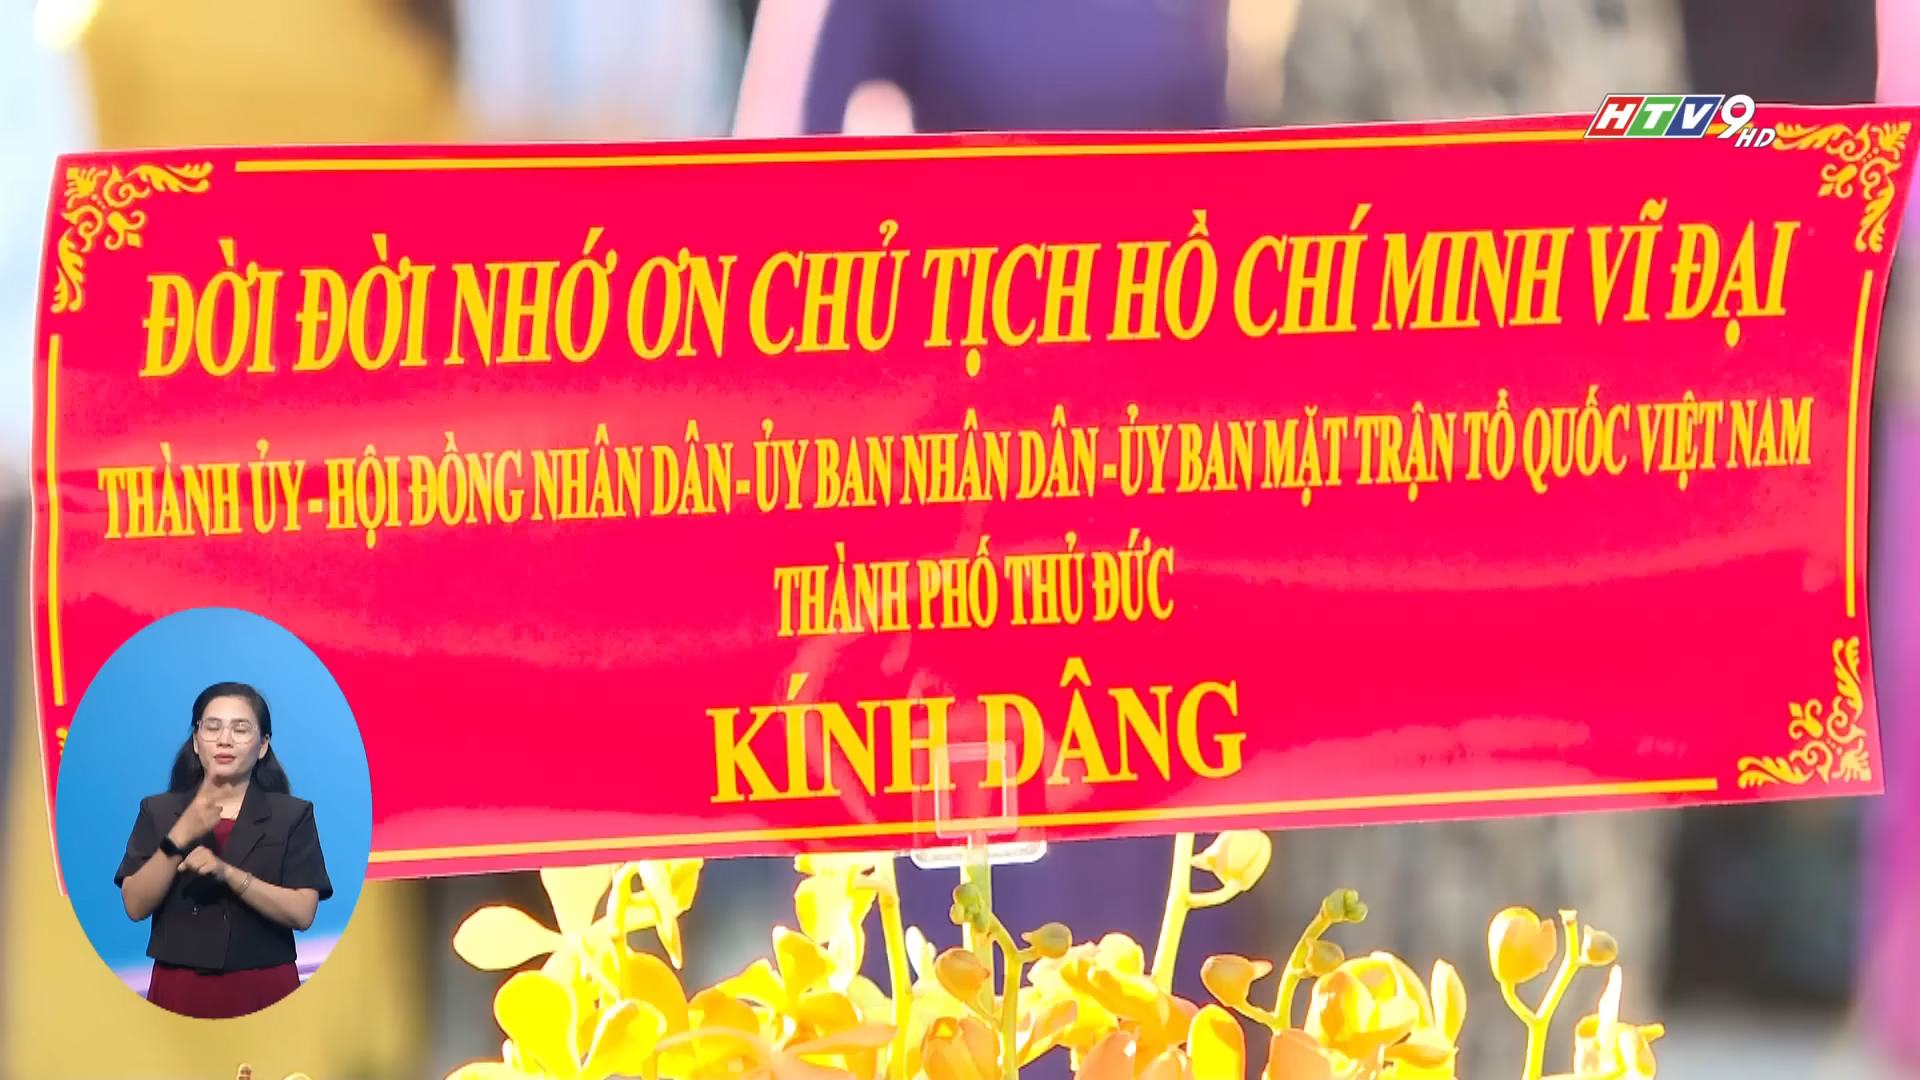 HTV9 HD
ĐỜI ĐỜI NHỚ ƠN CHỦ TỊCH HỒ CHÍ MINH VĨ ĐẠI
THÀNH ỦY-HỘI ĐỒNG NHÂN DÂN-ỦY BAN NHÂN DÂN-ỦY BAN MẶT TRẬN TỔ QUỐC VIỆT NAM
THÀNH PHỐ THỦ ĐỨC
KÍNH DÂNG